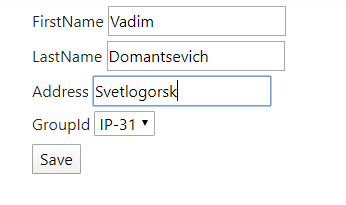 FirstName Vadim
LastName Domantsevich
Address Svetlogorsk
GroupId IP-31
Save